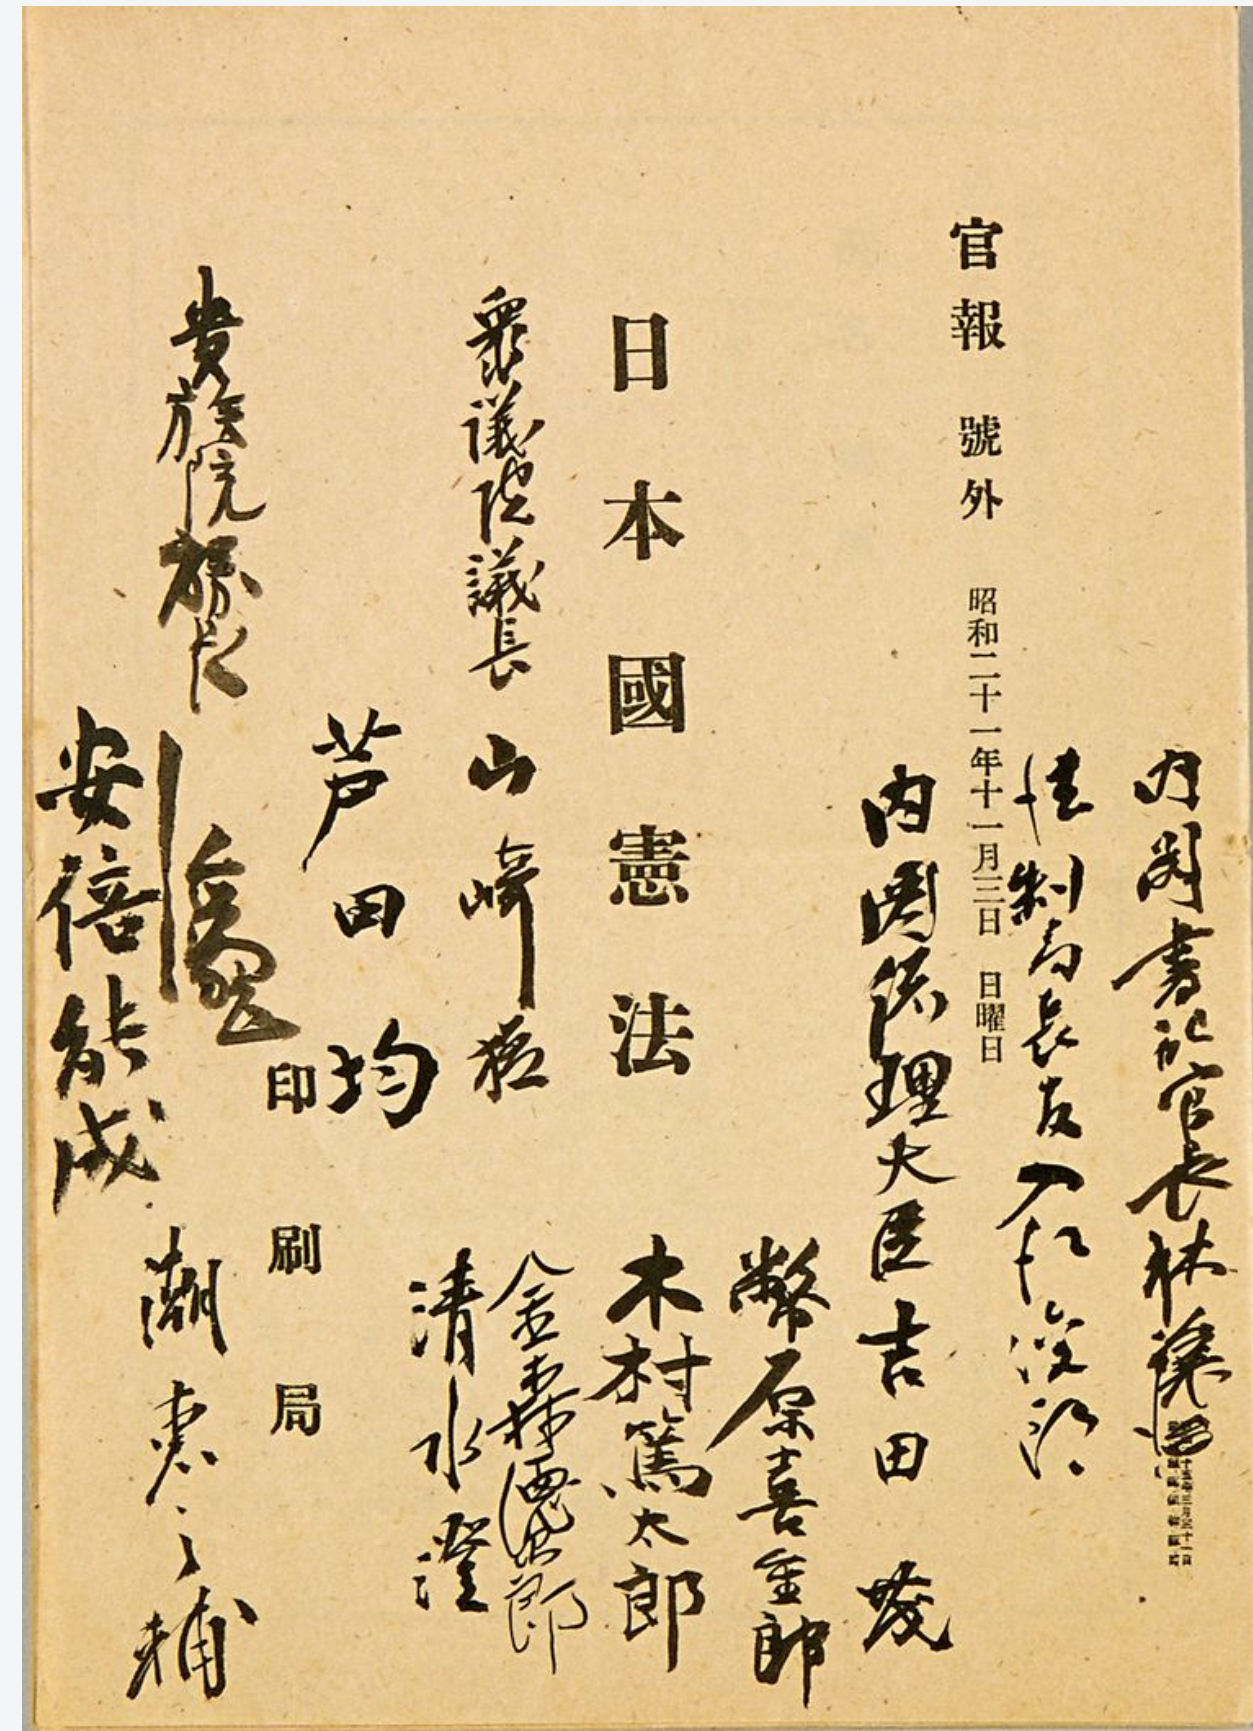 内閣書記官長林譲治
法制局長官入江俊郎
官報 號外 昭和二十一年十一月三日 日曜日
内閣総理大臣吉田茂
幣原喜重郎
日本國憲法
木村篤太郎
衆議院議長 山崎猛
金森徳次郎
芦田均
清水澄
印刷局
貴族院議長
潮恵之輔
安倍能成